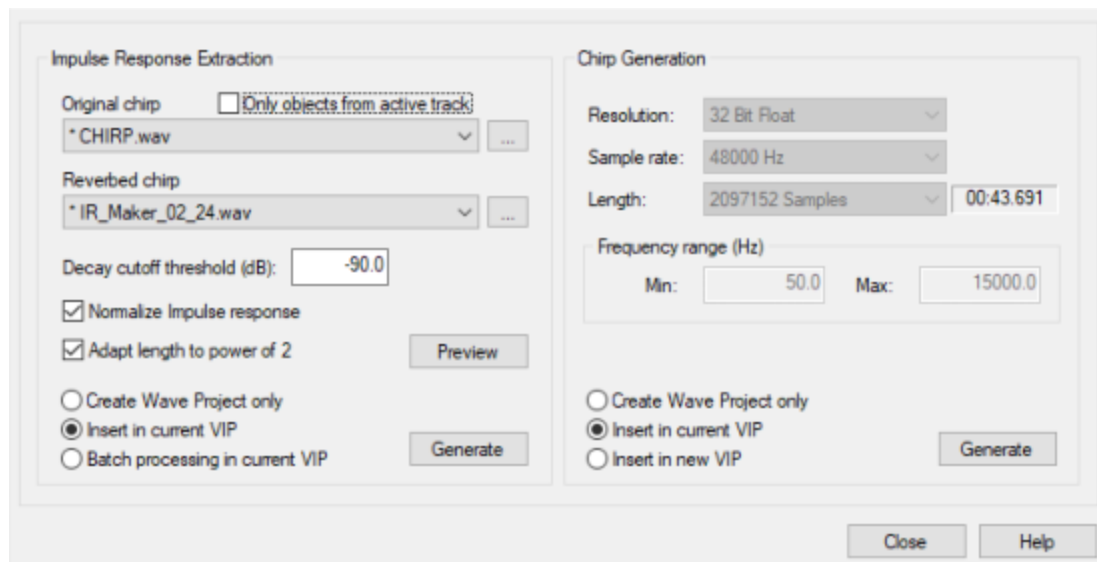 Impulse Response Extraction
Original chirp
Only objects from active track
* CHIRP.wav
...
Reverbed chirp
* IR_Maker_02_24.wav
...
Decay cutoff threshold (dB):
-90.0
Normalize Impulse response
Adapt length to power of 2
Preview
Create Wave Project only
Insert in current VIP
Batch processing in current VIP
Generate
Chirp Generation
Resolution:
32 Bit Float
Sample rate:
48000 Hz
Length:
2097152 Samples
00:43.691
Frequency range (Hz)
Min:
50.0
Max:
15000.0
Create Wave Project only
Insert in current VIP
Insert in new VIP
Generate
Close
Help